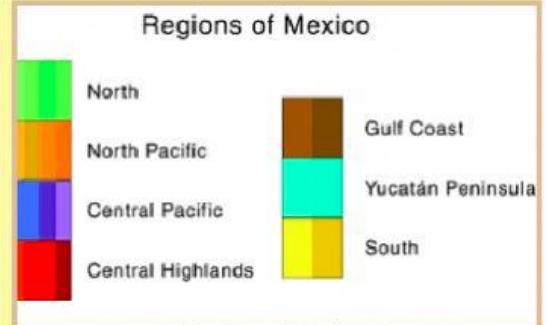 Regions of Mexico
North
North Pacific
Central Pacific
Central Highlands
Gulf Coast
Yucatán Peninsula
South